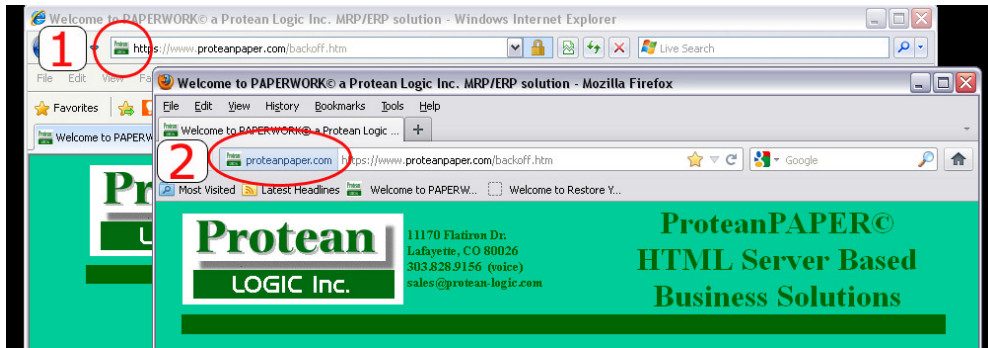 Welcome to PAPERWORK© a Protean Logic Inc. MRP/ERP solution - Windows Internet Explorer
1
https://www.proteanpaper.com/backoff.htm
Live Search
File Edit View Fa
Favorites
Welcome to PAPERW
Pr
L
Welcome to PAPERWORK© a Protean Logic Inc. MRP/ERP solution - Mozilla Firefox
File Edit View History Bookmarks Tools Help
Welcome to PAPERWORK© a Protean Logic ...
2
proteanpaper.com https://www.proteanpaper.com/backoff.htm
Google
Most Visited Latest Headlines Welcome to PAPERW... Welcome to Restore Y...
Protean
LOGIC Inc.
11170 Flatiron Dr.
Lafayette, CO 80026
303.828.9156 (voice)
sales@protean-logic.com
ProteanPAPER©
HTML Server Based
Business Solutions